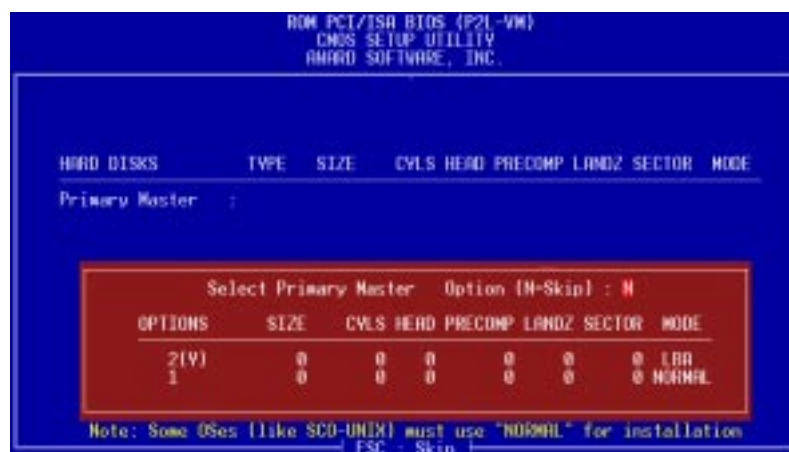 ROM PCI/ISA BIOS (P2L-VM)
CMOS SETUP UTILITY
AWARD SOFTWARE, INC.
HARD DISKS TYPE SIZE CYLS HEAD PRECOMP LANDZ SECTOR MODE
Primary Master :
Select Primary Master Option (N=Skip) : N
OPTIONS SIZE CYLS HEAD PRECOMP LANDZ SECTOR MODE
2(Y) 0 0 0 0 0 0 LBA
1 0 0 0 0 0 0 NORMAL
Note: Some OSes (like SCO-UNIX) must use "NORMAL" for installation
ESC : Skip